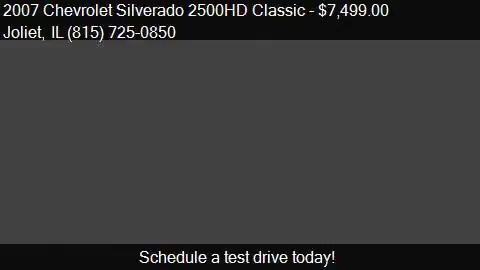 2007 Chevrolet Silverado 2500HD Classic - $7,499.00
Joliet, IL (815) 725-0850
Schedule a test drive today!